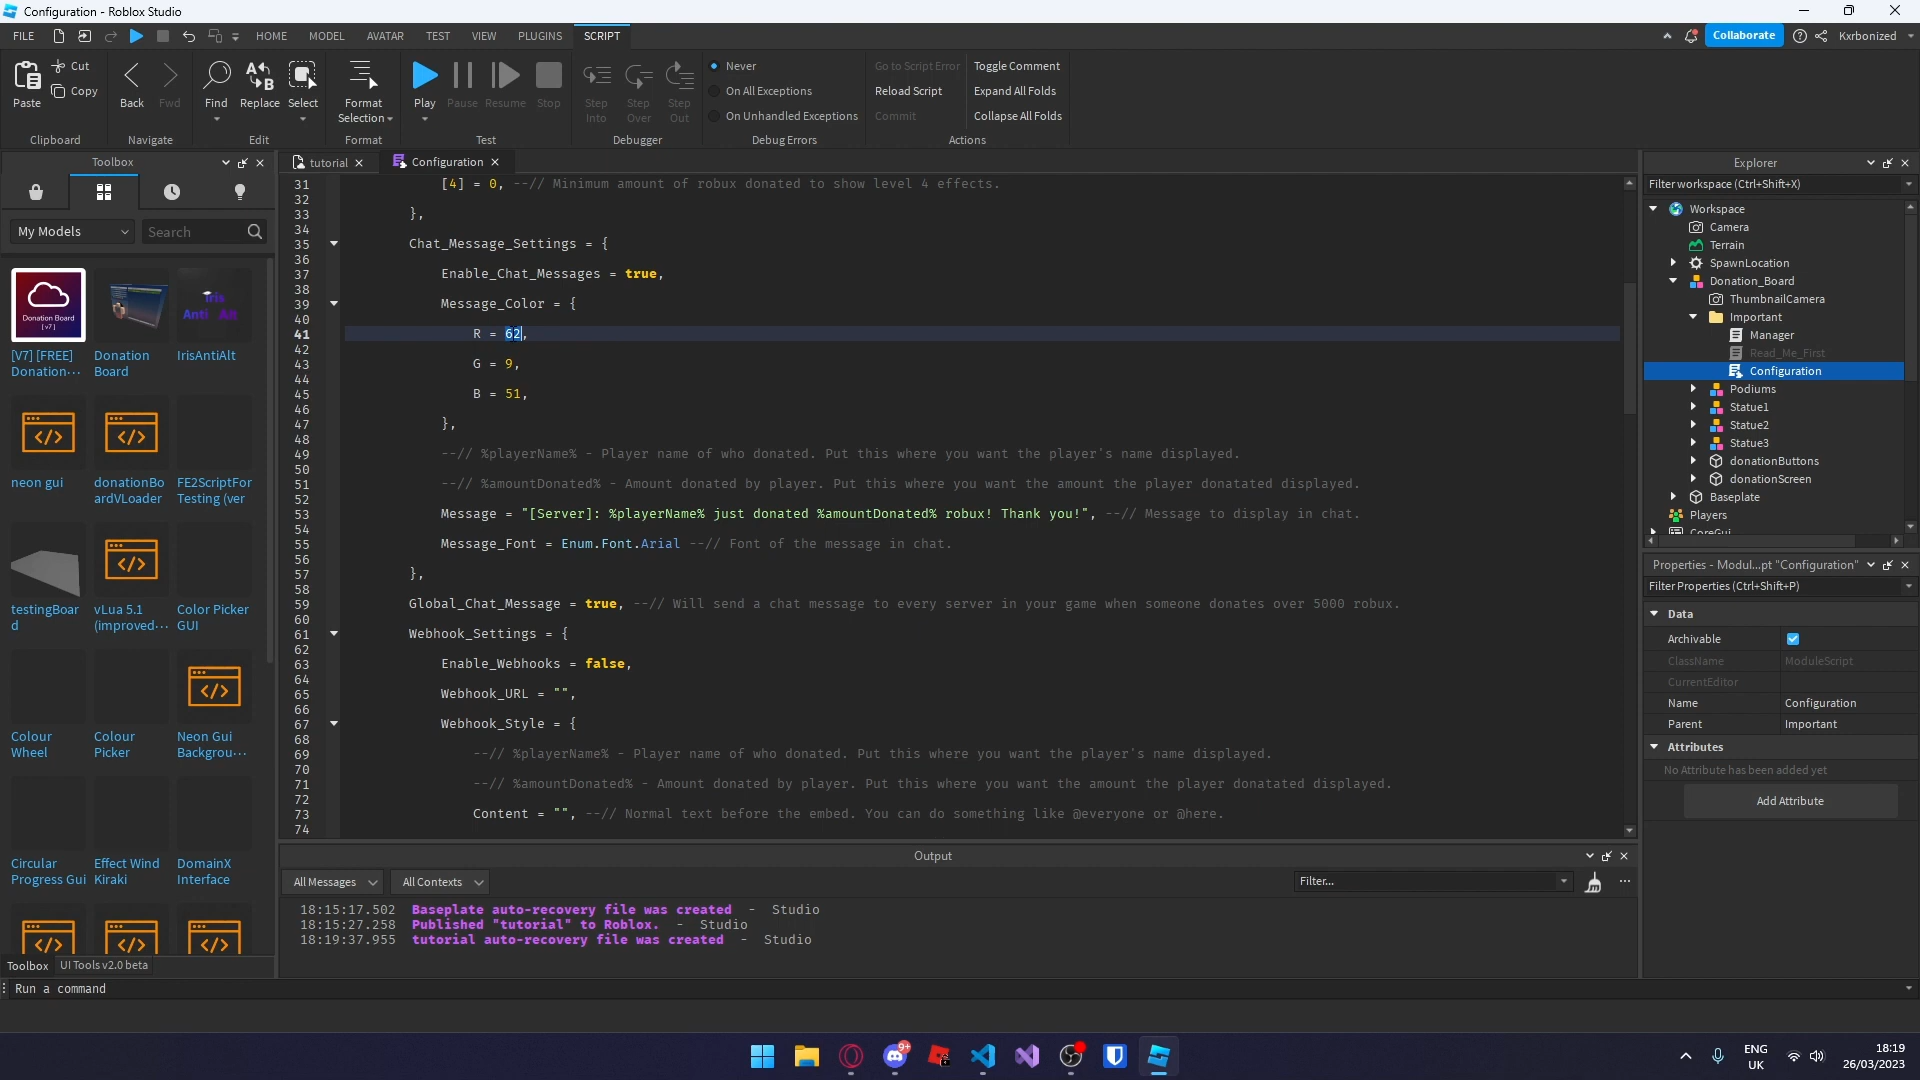 Configuration - Roblox Studio
FILE HOME MODEL AVATAR TEST VIEW PLUGINS SCRIPT
Collaborate Kxrbonized
Paste
Cut
Copy
Clipboard
Back Fwd
Navigate
Find Replace Select
Edit
Format
Selection
Format
Play Pause Resume Stop
Test
Step Into
Step Over
Step Out
Debugger
Never
On All Exceptions
On Unhandled Exceptions
Debug Errors
Go to Script Error
Reload Script
Commit
Toggle Comment
Expand All Folds
Collapse All Folds
Actions
Toolbox
My Models
Search
Donation Board
[V7]
[V7] [FREE]
Donation...
Donation
Board
Iris
Anti Alt
IrisAntiAlt
neon gui
donationBo
ardVLoader
FE2ScriptFor
Testing (ver
testingBoar
d
vLua 5.1
(improved...
Color Picker
GUI
Colour
Wheel
Colour
Picker
Neon Gui
Backgrou...
Circular
Progress Gui
Effect Wind
Kiraki
DomainX
Interface
Toolbox
UI Tools v2.0 beta
tutorial
Configuration
31 [4] = 0, --// Minimum amount of robux donated to show level 4 effects.
32
33 },
34
35 Chat_Message_Settings = {
36
37 Enable_Chat_Messages = true,
38
39 Message_Color = {
40
41 R = 62,
42
43 G = 9,
44
45 B = 51,
46
47 },
48
49 --// %playerName% - Player name of who donated. Put this where you want the player's name displayed.
50
51 --// %amountDonated% - Amount donated by player. Put this where you want the amount the player donatated displayed.
52
53 Message = "[Server]: %playerName% just donated %amountDonated% robux! Thank you!", --// Message to display in chat.
54
55 Message_Font = Enum.Font.Arial --// Font of the message in chat.
56
57 },
58
59 Global_Chat_Message = true, --// Will send a chat message to every server in your game when someone donates over 5000 robux.
60
61 Webhook_Settings = {
62
63 Enable_Webhooks = false,
64
65 Webhook_URL = "",
66
67 Webhook_Style = {
68
69 --// %playerName% - Player name of who donated. Put this where you want the player's name displayed.
70
71 --// %amountDonated% - Amount donated by player. Put this where you want the amount the player donatated displayed.
72
73 Content = "", --// Normal text before the embed. You can do something like @everyone or @here.
74
Output
All Messages
All Contexts
Filter...
18:15:17.502 Baseplate auto-recovery file was created - Studio
18:15:27.258 Published "tutorial" to Roblox. - Studio
18:19:37.955 tutorial auto-recovery file was created - Studio
Explorer
Filter workspace (Ctrl+Shift+X)
Workspace
Camera
Terrain
SpawnLocation
Donation_Board
ThumbnailCamera
Important
Manager
Read_Me_First
Configuration
Podiums
Statue1
Statue2
Statue3
donationButtons
donationScreen
Baseplate
Players
CoreGui
Properties - Modul...pt "Configuration"
Filter Properties (Ctrl+Shift+P)
Data
Archivable
ClassName ModuleScript
CurrentEditor
Name Configuration
Parent Important
Attributes
No Attribute has been added yet
Add Attribute
Run a command
9+
ENG
UK
18:19
26/03/2023